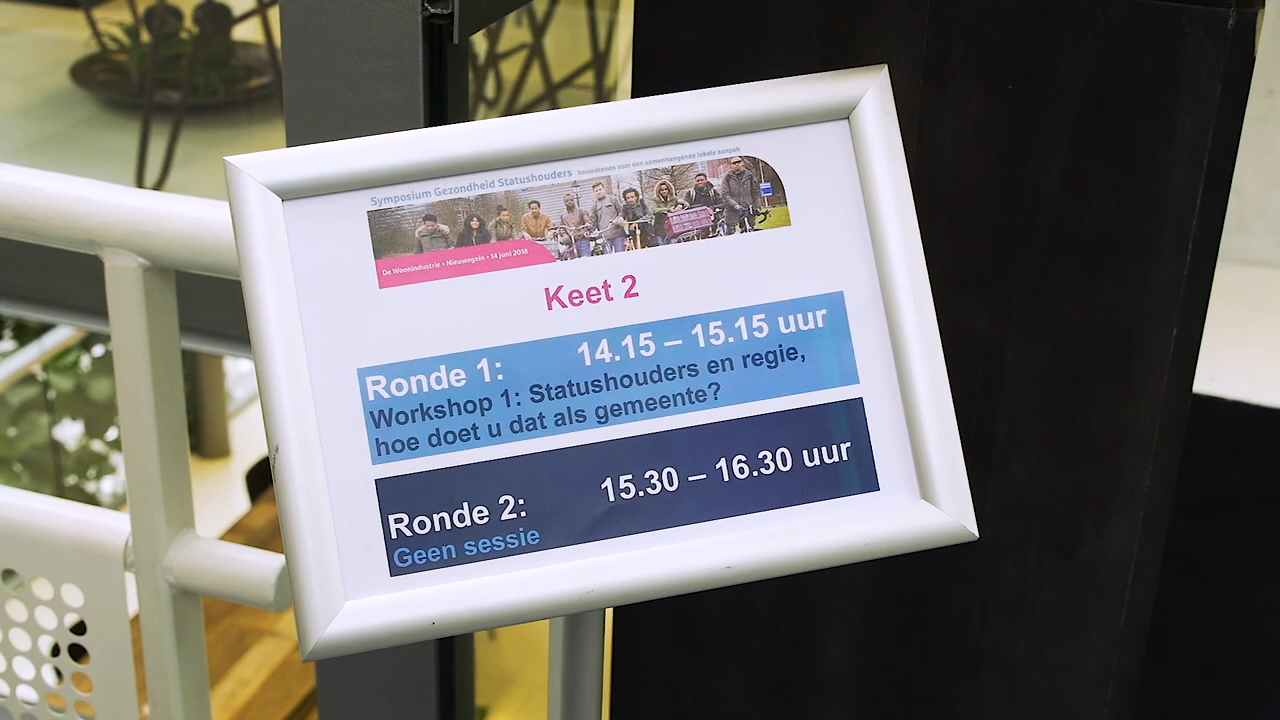 Symposium Gezondheid Statushouders bouwstenen voor een samenhangende lokale aanpak
De Woonindustrie • Nieuwegein • 14 juni 2018
Keet 2
Ronde 1: 14.15 – 15.15 uur
Workshop 1: Statushouders en regie,
hoe doet u dat als gemeente?
Ronde 2: 15.30 – 16.30 uur
Geen sessie